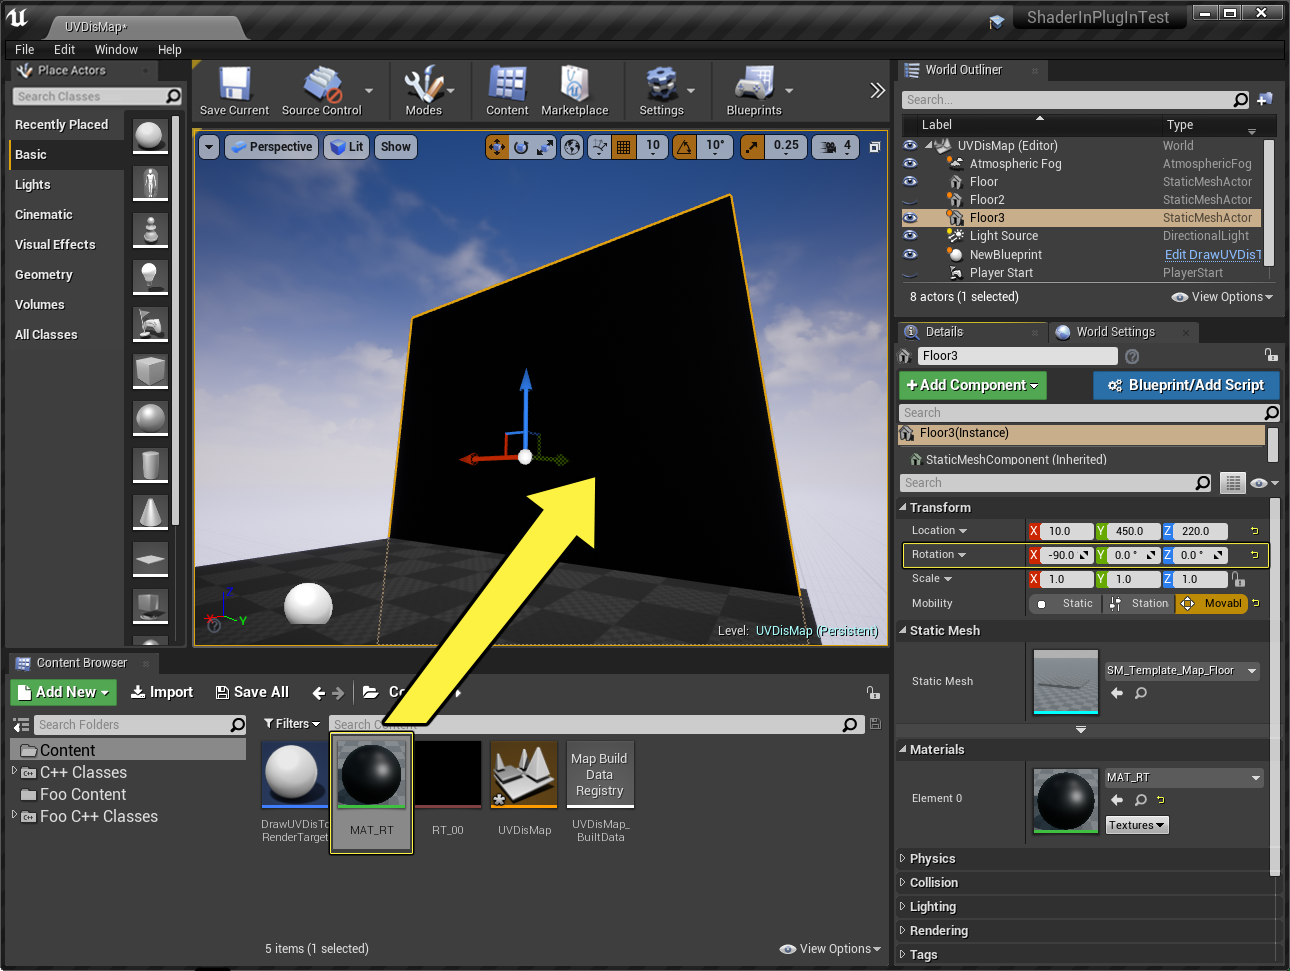 UVDisMap*
ShaderInPlugInTest
File Edit Window Help
Place Actors
Search Classes
Recently Placed
Basic
Lights
Cinematic
Visual Effects
Geometry
Volumes
All Classes
Save Current
Source Control
Modes
Content
Marketplace
Settings
Blueprints
Perspective
Lit
Show
10
10°
0.25
4
X
Y
Z
Level: UVDisMap (Persistent)
World Outliner
Search...
Label Type
UVDisMap (Editor) World
Atmospheric Fog AtmosphericFog
Floor StaticMeshActor
Floor2 StaticMeshActor
Floor3 StaticMeshActor
Light Source DirectionalLight
NewBlueprint Edit DrawUVDisT
Player Start PlayerStart
8 actors (1 selected) View Options
Details World Settings
Floor3
Add Component Blueprint/Add Script
Search
Floor3(Instance)
StaticMeshComponent (Inherited)
Search
Transform
Location X 10.0 Y 450.0 Z 220.0
Rotation X -90.0 Y 0.0 ° Z 0.0 °
Scale X 1.0 Y 1.0 Z 1.0
Mobility Static Station Movabl
Static Mesh
Static Mesh SM_Template_Map_Floor
Materials
Element 0 MAT_RT
Textures
Physics
Collision
Lighting
Rendering
Tags
Content Browser
Add New Import Save All
Search Folders
Content
C++ Classes
Foo Content
Foo C++ Classes
Filters
DrawUVDisTo
RenderTarget
MAT_RT
RT_00
UVDisMap
Map Build
Data
Registry
UVDisMap_
BuiltData
5 items (1 selected) View Options